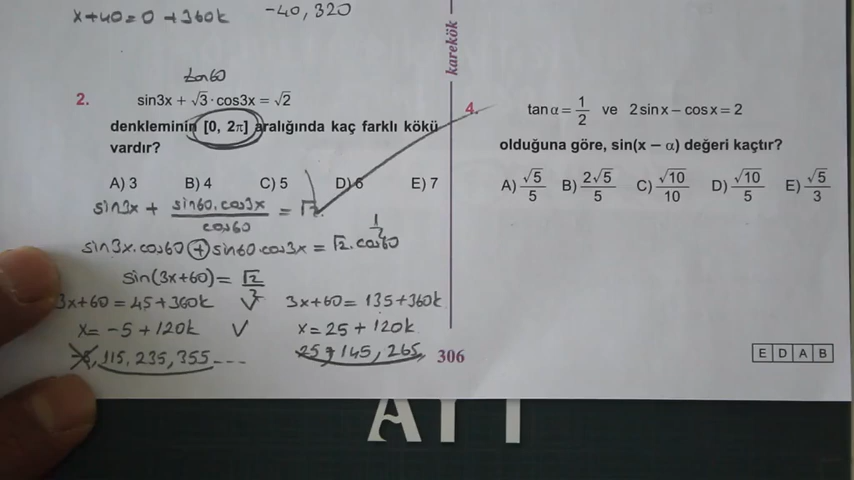 x+40=0+360k -40, 320
tan60
2. sin3x + √3·cos3x = √2
denkleminin [0, 2π] aralığında kaç farklı kökü
vardır?
A) 3 B) 4 C) 5 D) 6 E) 7
sin3x + sin60.cos3x/cos60 = √2
sin3x.cos60 + sin60.cos3x = √2.cos60 1/2
sin(3x+60) = √2/2
3x+60 = 45+360k
x = -5+120k
-5, 115, 235, 355 ----
3x+60 = 135+360k
x = 25+120k
25, 145, 265,
karekök
306
4. tan α = 1/2 ve 2 sin x – cos x = 2
olduğuna göre, sin(x – α) değeri kaçtır?
A) √5/5 B) 2√5/5 C) √10/10 D) √10/5 E) √5/3
E D A B